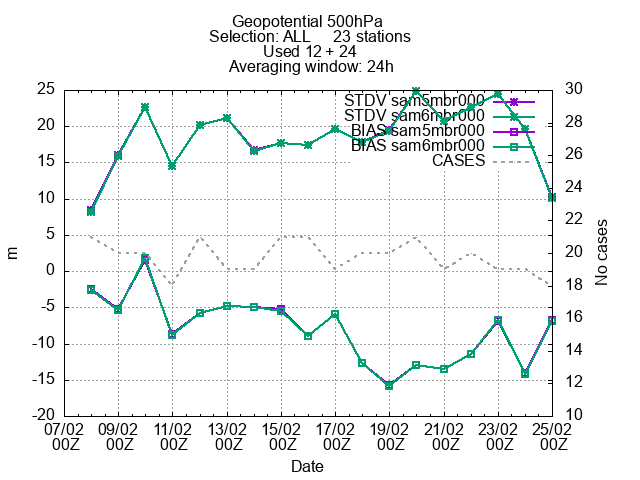 Geopotential 500hPa
Selection: ALL 23 stations
Used 12 + 24
Averaging window: 24h
STDV sam5mbr000
STDV sam6mbr000
BIAS sam5mbr000
BIAS sam6mbr000
CASES
25
20
15
10
5
0
-5
-10
-15
-20
m
30
28
26
24
22
20
18
16
14
12
10
No cases
07/02 09/02 11/02 13/02 15/02 17/02 19/02 21/02 23/02 25/02
00Z 00Z 00Z 00Z 00Z 00Z 00Z 00Z 00Z 00Z
Date